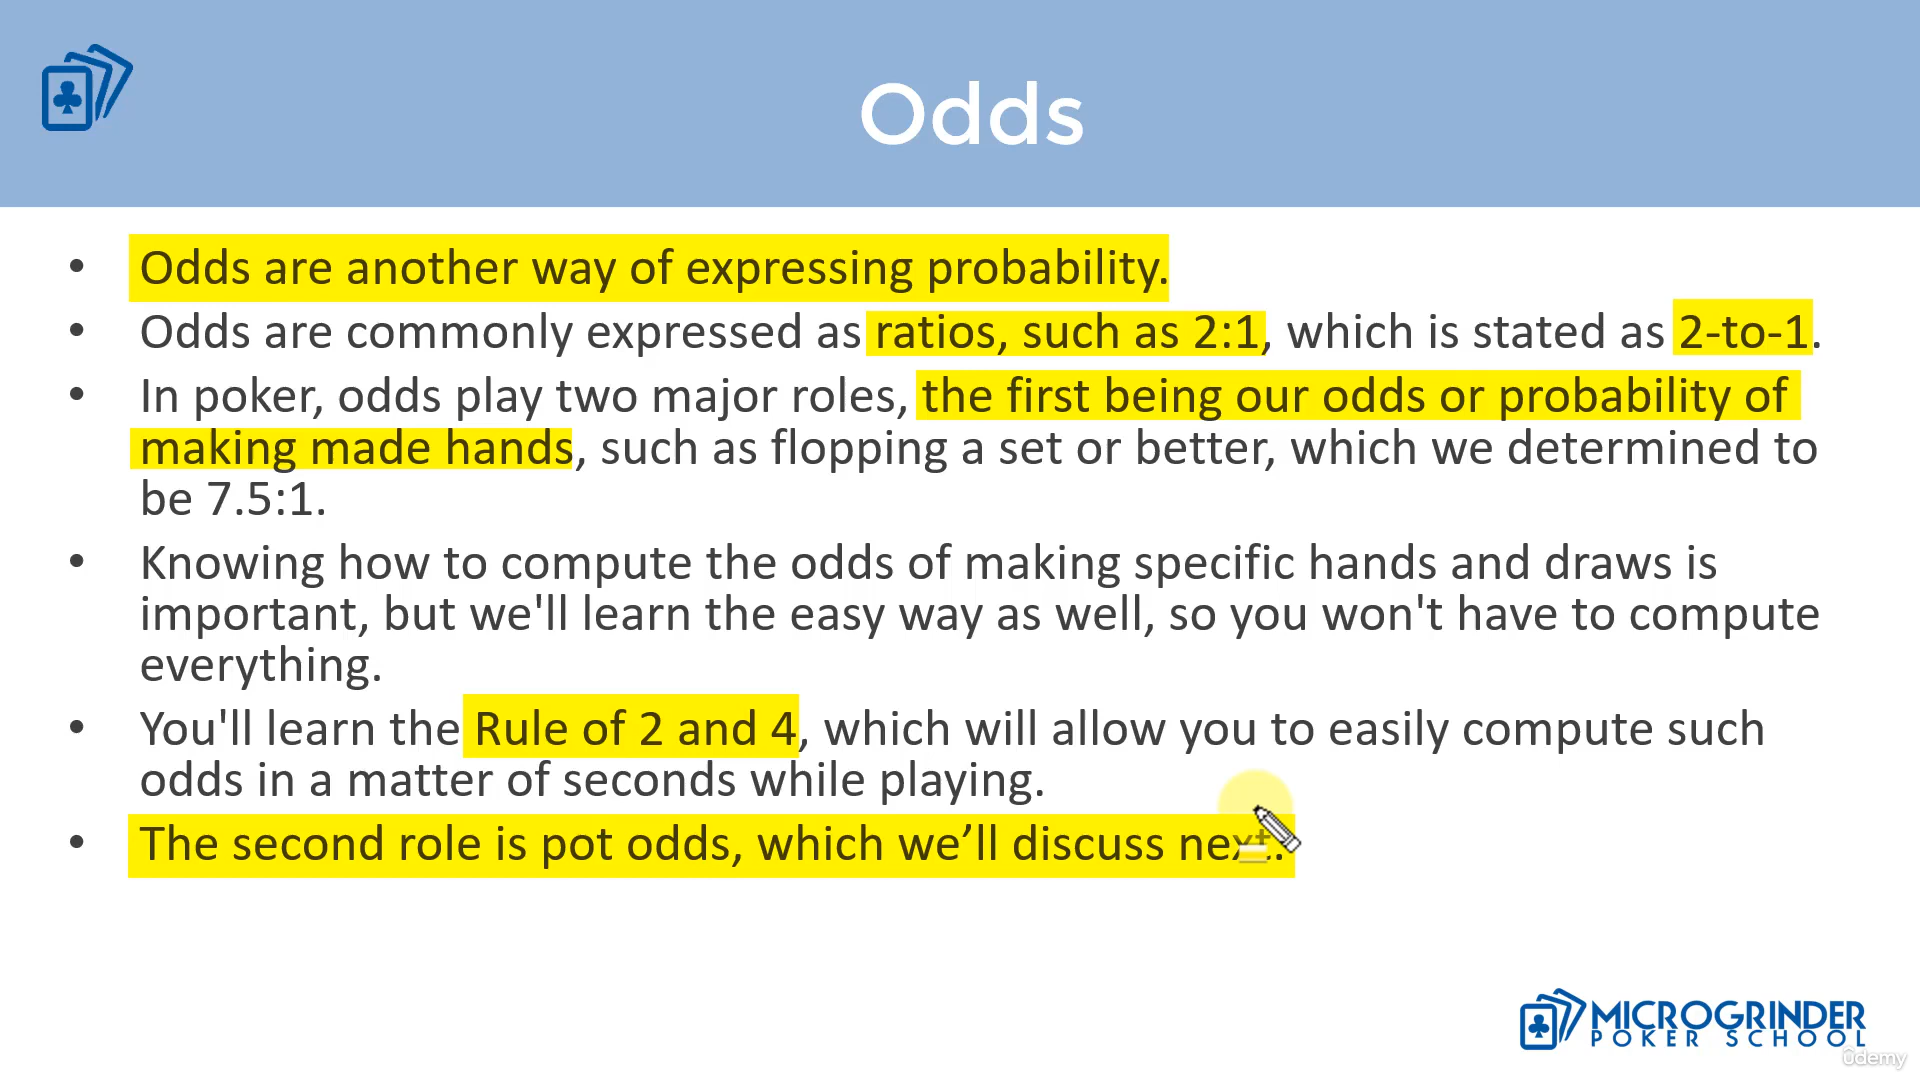 Odds
• Odds are another way of expressing probability.
• Odds are commonly expressed as ratios, such as 2:1, which is stated as 2-to-1.
• In poker, odds play two major roles, the first being our odds or probability of
making made hands, such as flopping a set or better, which we determined to
be 7.5:1.
• Knowing how to compute the odds of making specific hands and draws is
important, but we'll learn the easy way as well, so you won't have to compute
everything.
• You'll learn the Rule of 2 and 4, which will allow you to easily compute such
odds in a matter of seconds while playing.
• The second role is pot odds, which we’ll discuss next.
MICROGRINDER
POKER SCHOOL
ûdemy